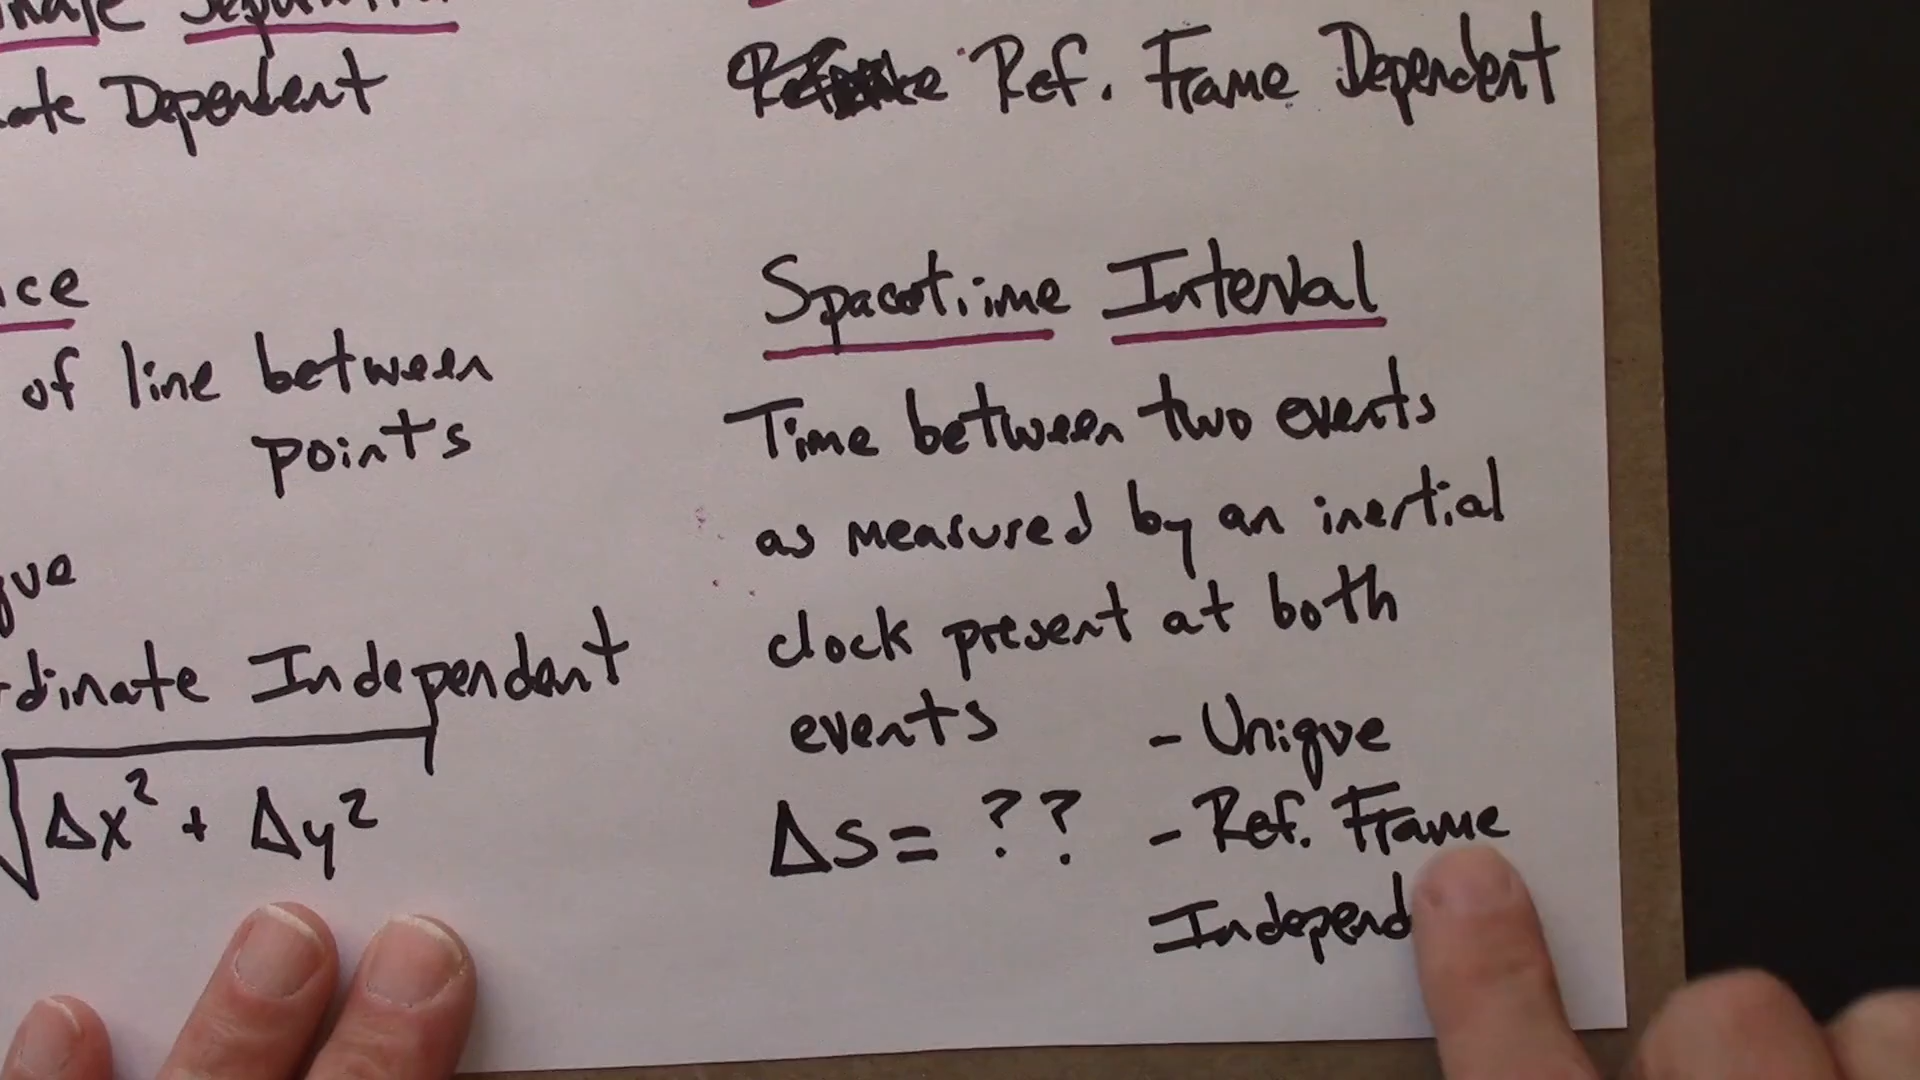 ate Dependent
Ref. Frame Dependent
ce
of line between
points
Spacetime Interval
Time between two events
as measured by an inertial
clock present at both
events
que
dinate Independent
√Δx² + Δy²
- Unique
Δs = ??
- Ref. Frame
Independ